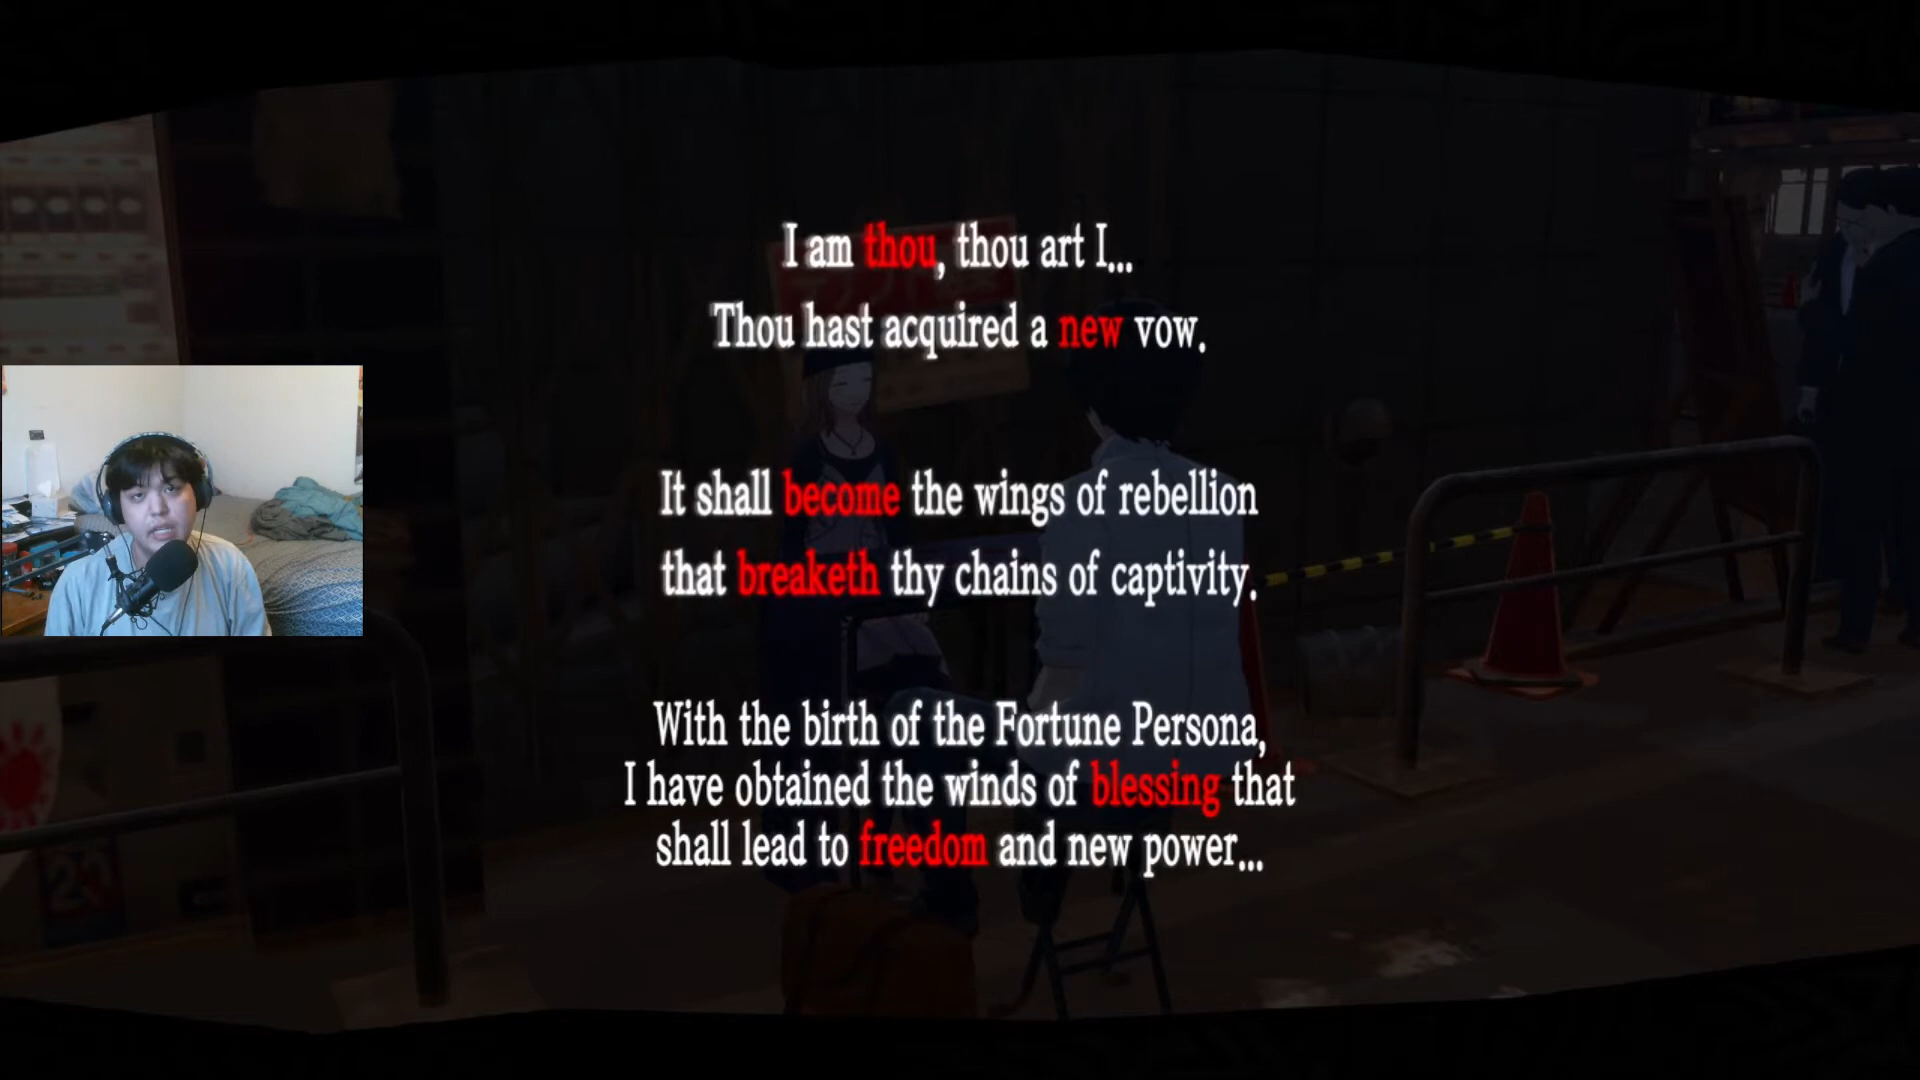 I am thou, thou art I...
Thou hast acquired a new vow.
It shall become the wings of rebellion
that breaketh thy chains of captivity.
With the birth of the Fortune Persona,
I have obtained the winds of blessing that
shall lead to freedom and new power...